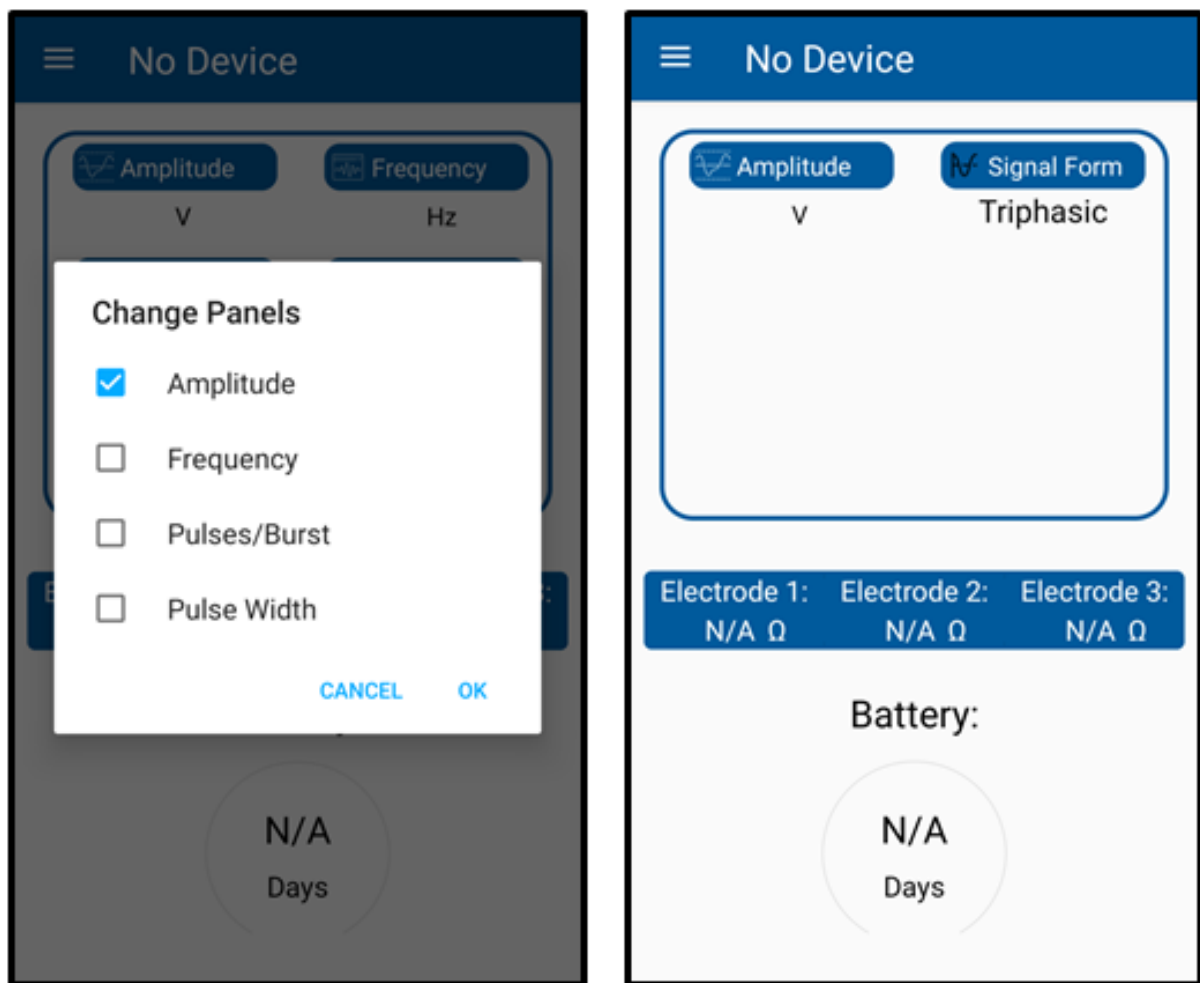 No Device
Amplitude Frequency
V Hz
Change Panels
Amplitude
Frequency
Pulses/Burst
Pulse Width
CANCEL OK
N/A
Days
No Device
Amplitude Signal Form
V Triphasic
Electrode 1: Electrode 2: Electrode 3:
N/A Ω N/A Ω N/A Ω
Battery:
N/A
Days